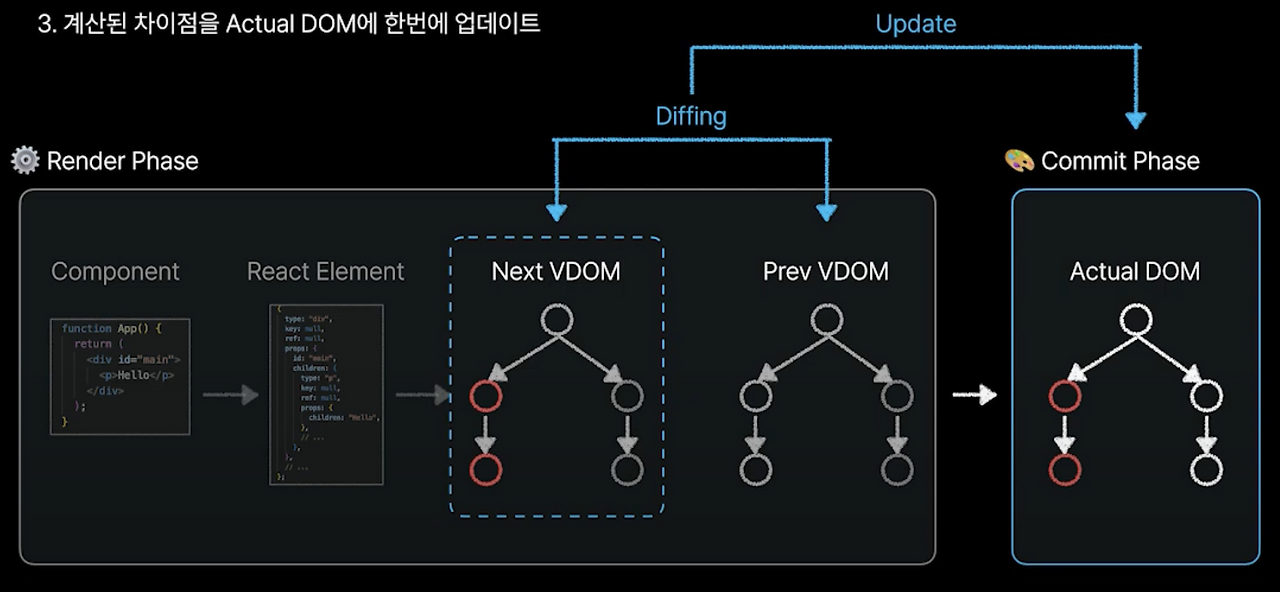 3. 계산된 차이점을 Actual DOM에 한번에 업데이트
Update
Diffing
Render Phase
Commit Phase
Component
React Element
Next VDOM
Prev VDOM
Actual DOM
function App() {
return (
<div id="main">
<p>Hello</p>
</div>
);
}
{
type: "div",
key: null,
ref: null,
props: {
id: "main",
children: {
type: "p",
key: null,
ref: null,
props: {
children: "Hello",
},
// ...
},
},
// ...
};